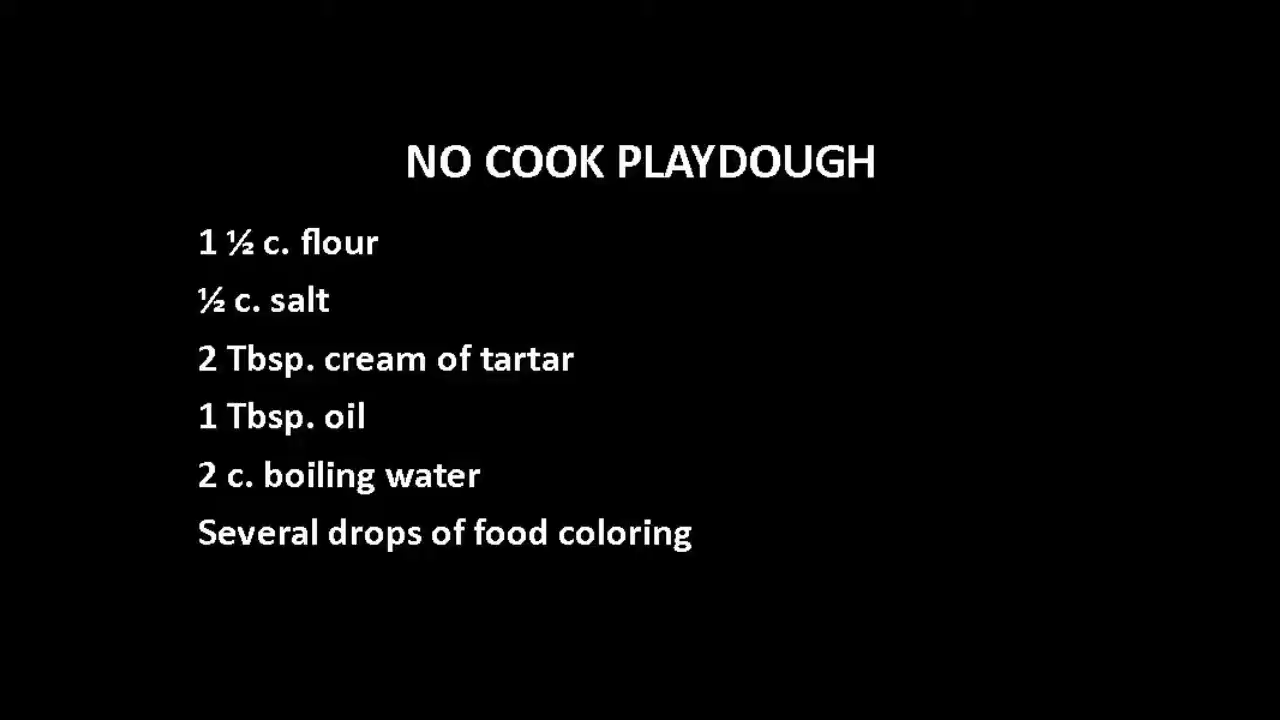 NO COOK PLAYDOUGH
1 ½ c. flour
½ c. salt
2 Tbsp. cream of tartar
1 Tbsp. oil
2 c. boiling water
Several drops of food coloring